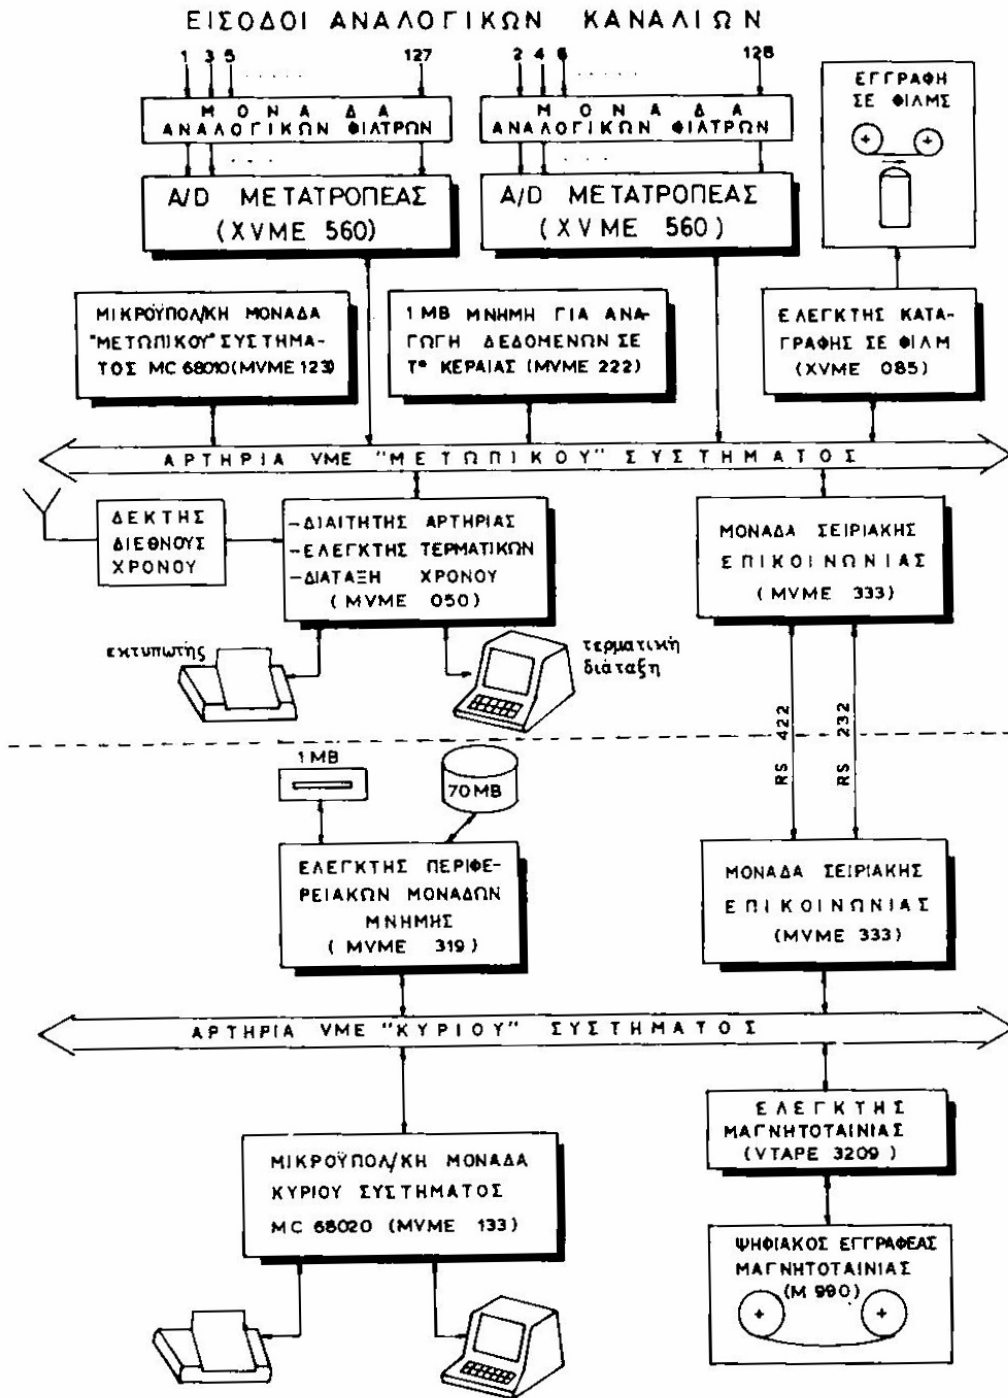 ΕΙΣΟΔΟΙ ΑΝΑΛΟΓΙΚΩΝ ΚΑΝΑΛΙΩΝ
1 3 5 ..... 127
2 4 6 ..... 128
ΜΟΝΑΔΑ
ΑΝΑΛΟΓΙΚΩΝ ΦΙΛΤΡΩΝ
ΜΟΝΑΔΑ
ΑΝΑΛΟΓΙΚΩΝ ΦΙΛΤΡΩΝ
ΕΓΓΡΑΦΗ
ΣΕ ΦΙΛΜΣ
A/D ΜΕΤΑΤΡΟΠΕΑΣ
(XVME 560)
A/D ΜΕΤΑΤΡΟΠΕΑΣ
(XVME 560)
ΜΙΚΡΟΫΠΟΛ/ΚΗ ΜΟΝΑΔΑ
"ΜΕΤΩΠΙΚΟΥ" ΣΥΣΤΗΜΑ-
ΤΟΣ MC 68010 (MVME 123)
1 MB ΜΝΗΜΗ ΓΙΑ ΑΝΑ-
ΓΩΓΗ ΔΕΔΟΜΕΝΩΝ ΣΕ
Τº ΚΕΡΑΙΑΣ (MVME 222)
ΕΛΕΓΚΤΗΣ ΚΑΤΑ-
ΓΡΑΦΗΣ ΣΕ ΦΙΛΜ
(XVME 085)
ΑΡΤΗΡΙΑ VME "ΜΕΤΩΠΙΚΟΥ" ΣΥΣΤΗΜΑΤΟΣ
ΔΕΚΤΗΣ
ΔΙΕΘΝΟΥΣ
ΧΡΟΝΟΥ
-ΔΙΑΙΤΗΤΗΣ ΑΡΤΗΡΙΑΣ
-ΕΛΕΓΚΤΗΣ ΤΕΡΜΑΤΙΚΩΝ
-ΔΙΑΤΑΞΗ ΧΡΟΝΟΥ
(MVME 050)
ΜΟΝΑΔΑ ΣΕΙΡΙΑΚΗΣ
ΕΠΙΚΟΙΝΩΝΙΑΣ
(MVME 333)
εκτυπωτής
τερματική
διάταξη
RS 422
RS 232
1 MB
70 MB
ΕΛΕΓΚΤΗΣ ΠΕΡΙΦΕ-
ΡΕΙΑΚΩΝ ΜΟΝΑΔΩΝ
ΜΝΗΜΗΣ
(MVME 319)
ΜΟΝΑΔΑ ΣΕΙΡΙΑΚΗΣ
ΕΠΙΚΟΙΝΩΝΙΑΣ
(MVME 333)
ΑΡΤΗΡΙΑ VME "ΚΥΡΙΟΥ" ΣΥΣΤΗΜΑΤΟΣ
ΕΛΕΓΚΤΗΣ
ΜΑΓΝΗΤΟΤΑΙΝΙΑΣ
(VTAPE 3209)
ΜΙΚΡΟΫΠΟΛ/ΚΗ ΜΟΝΑΔΑ
ΚΥΡΙΟΥ ΣΥΣΤΗΜΑΤΟΣ
MC 68020 (MVME 133)
ΨΗΦΙΑΚΟΣ ΕΓΓΡΑΦΕΑΣ
ΜΑΓΝΗΤΟΤΑΙΝΙΑΣ
(M 990)